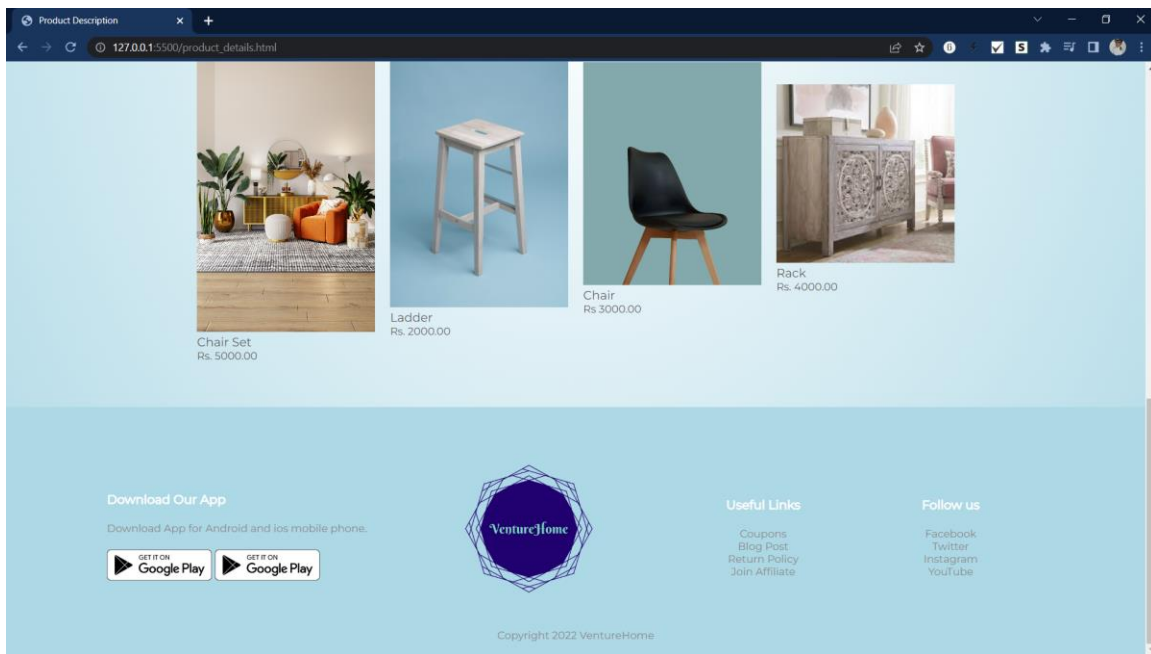 Product Description
127.0.0.1:5500/product_details.html
Chair Set
Rs. 5000.00
Ladder
Rs. 2000.00
Chair
Rs 3000.00
Rack
Rs. 4000.00
Download Our App
Download App for Android and ios mobile phone.
GET IT ON
Google Play
GET IT ON
Google Play
VentureHome
Useful Links
Coupons
Blog Post
Return Policy
Join Affiliate
Follow us
Facebook
Twitter
Instagram
YouTube
Copyright 2022 VentureHome